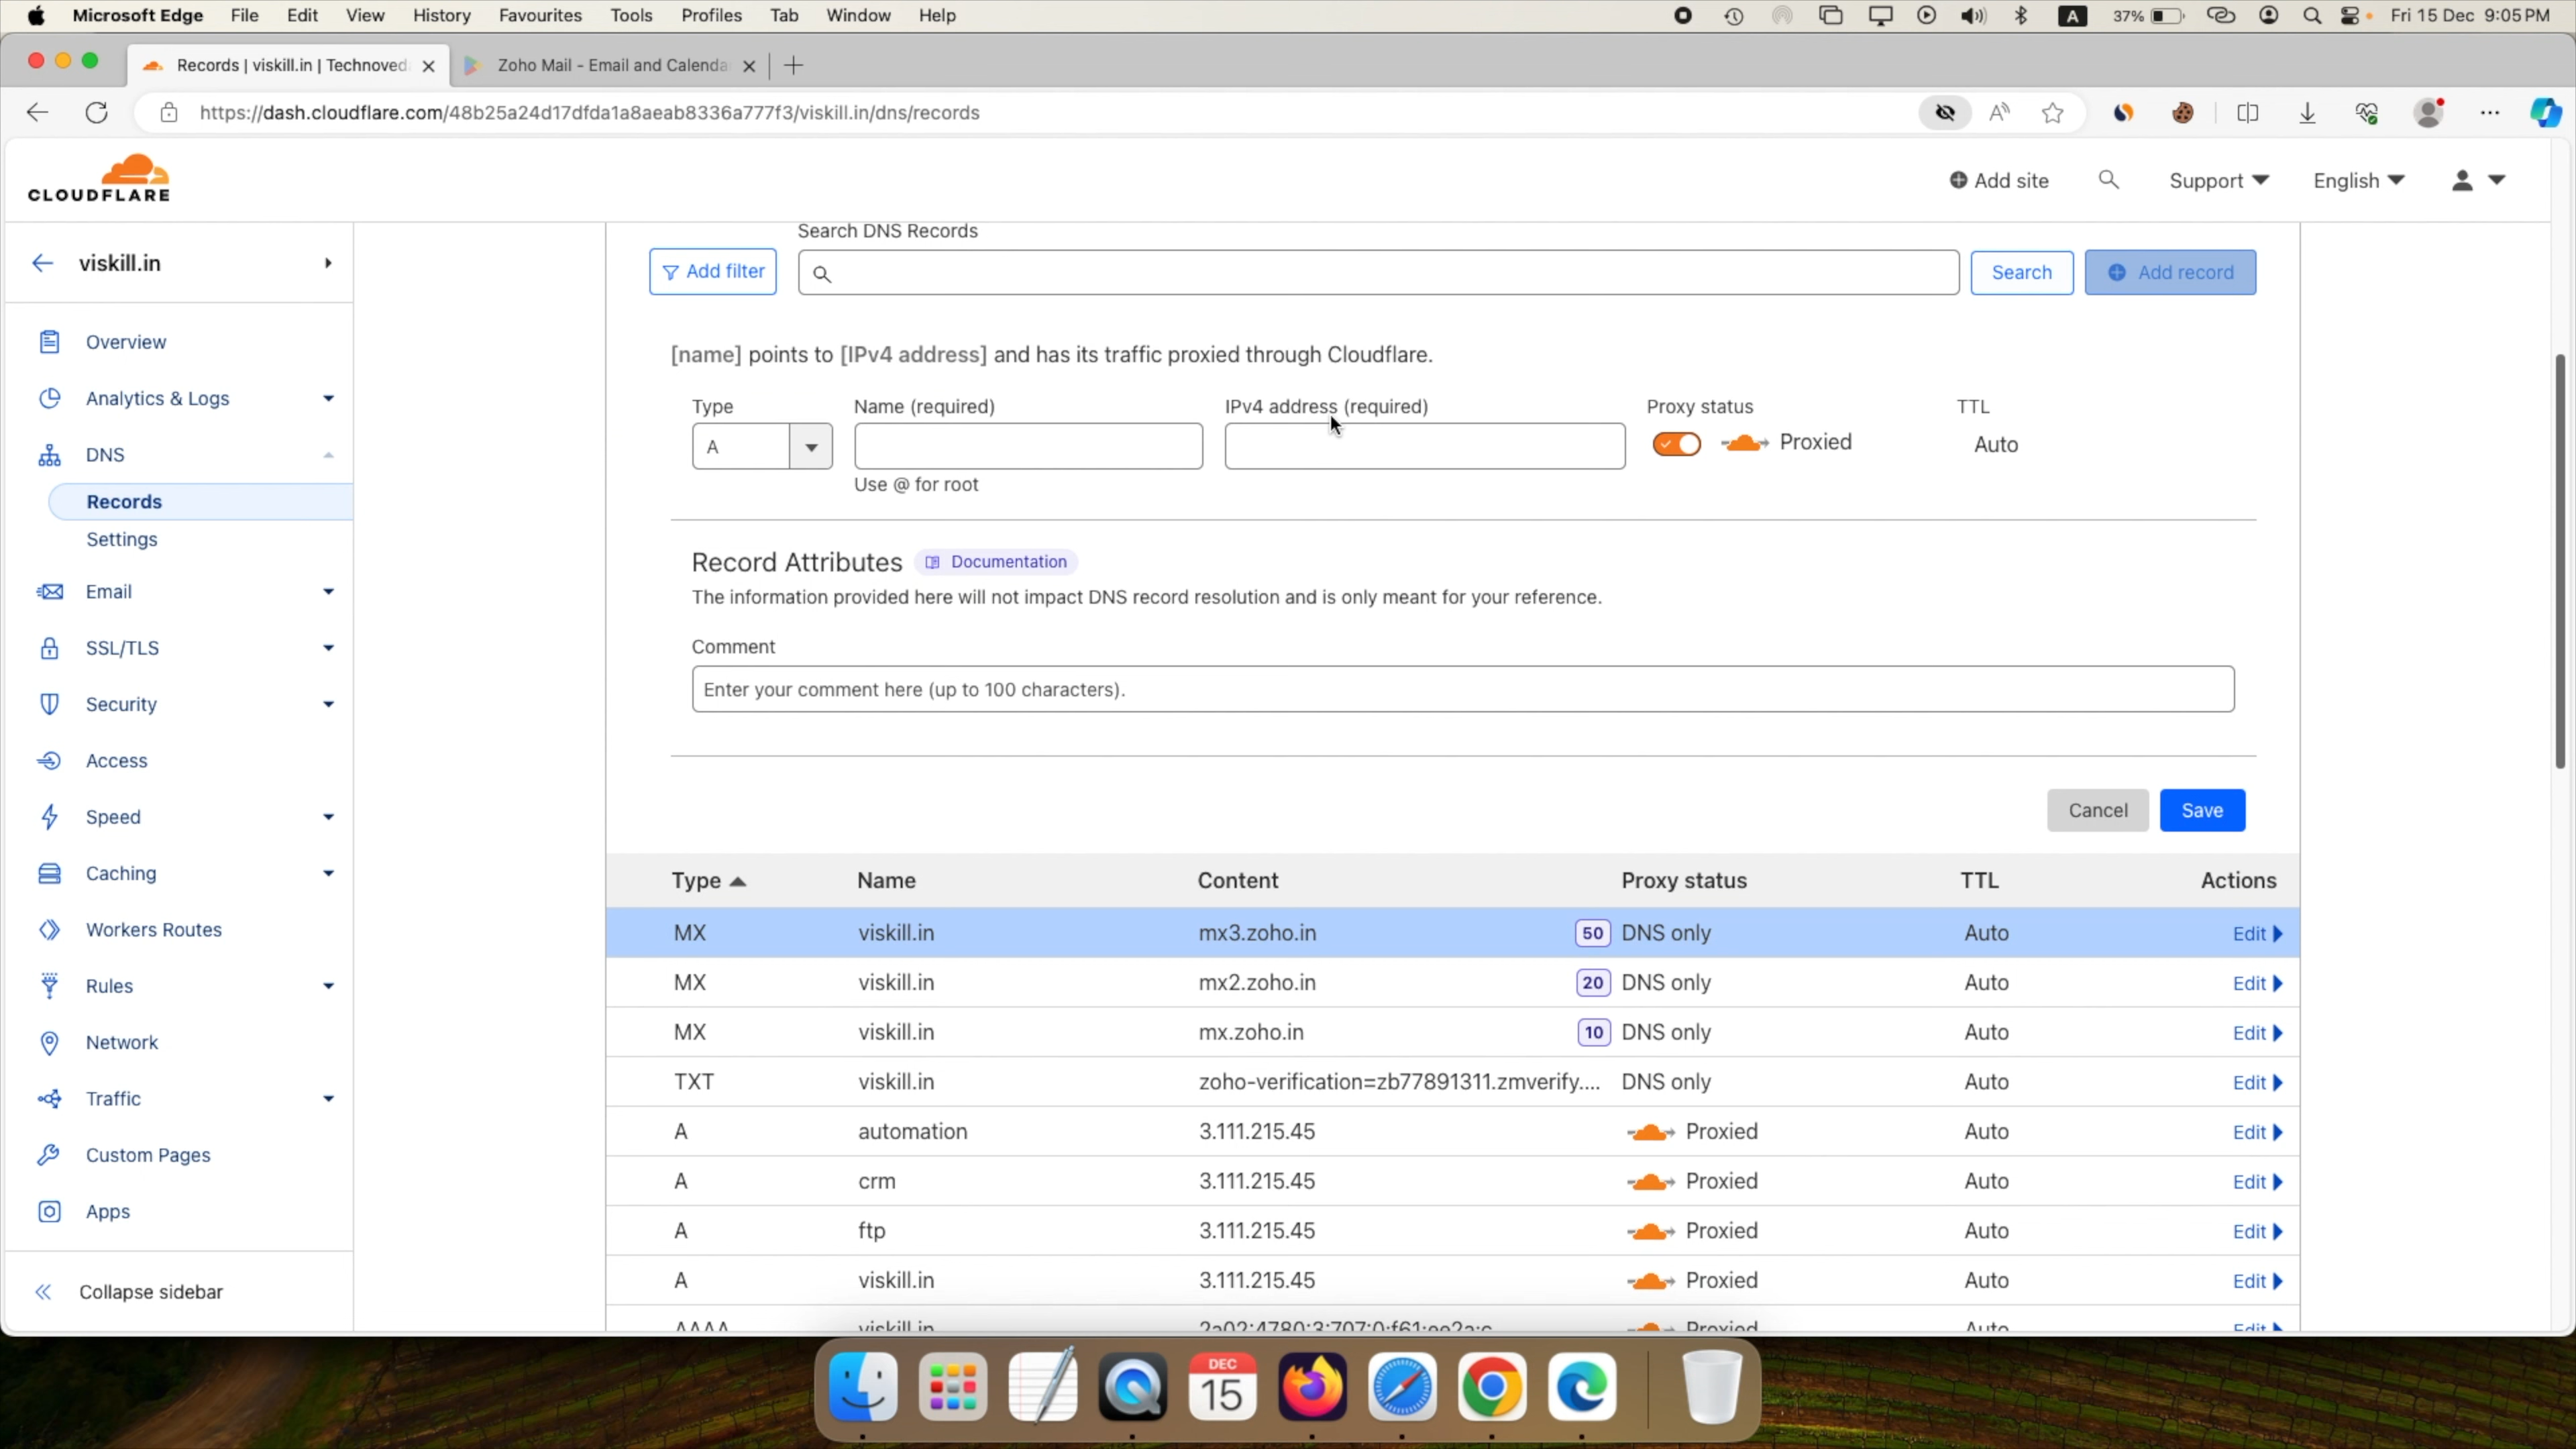 Microsoft Edge File Edit View History Favourites Tools Profiles Tab Window Help A 37% Fri 15 Dec 9:05 PM
Records | viskill.in | Technoved Zoho Mail - Email and Calenda
https://dash.cloudflare.com/48b25a24d17dfda1a8aeab8336a777f3/viskill.in/dns/records
CLOUDFLARE
Add site Support English
viskill.in
Overview
Analytics & Logs
DNS
Records
Settings
Email
SSL/TLS
Security
Access
Speed
Caching
Workers Routes
Rules
Network
Traffic
Custom Pages
Apps
Collapse sidebar
Search DNS Records
Add filter Search Add record
[name] points to [IPv4 address] and has its traffic proxied through Cloudflare.
Type Name (required) IPv4 address (required) Proxy status TTL
A Proxied Auto
Use @ for root
Record Attributes Documentation
The information provided here will not impact DNS record resolution and is only meant for your reference.
Comment
Enter your comment here (up to 100 characters).
Cancel Save
Type Name Content Proxy status TTL Actions
MX viskill.in mx3.zoho.in 50 DNS only Auto Edit
MX viskill.in mx2.zoho.in 20 DNS only Auto Edit
MX viskill.in mx.zoho.in 10 DNS only Auto Edit
TXT viskill.in zoho-verification=zb77891311.zmverify.... DNS only Auto Edit
A automation 3.111.215.45 Proxied Auto Edit
A crm 3.111.215.45 Proxied Auto Edit
A ftp 3.111.215.45 Proxied Auto Edit
A viskill.in 3.111.215.45 Proxied Auto Edit
AAAA viskill.in Proxied Auto Edit
DEC
15